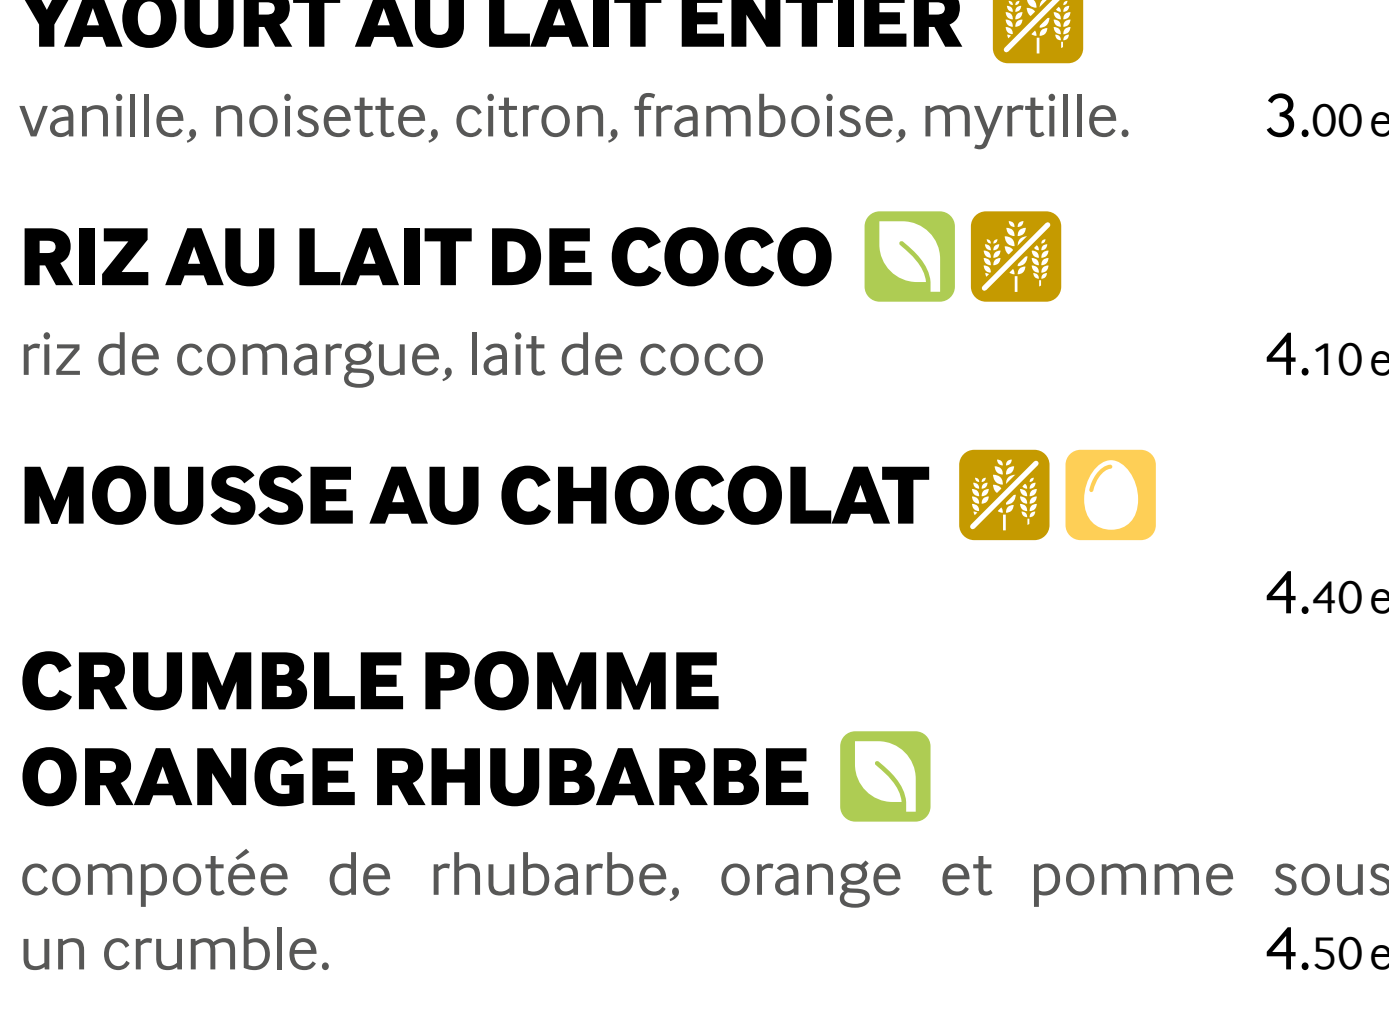 YAOURT AU LAIT ENTIER
vanille, noisette, citron, framboise, myrtille. 3.00 e
RIZ AU LAIT DE COCO
riz de comargue, lait de coco 4.10 e
MOUSSE AU CHOCOLAT
4.40 e
CRUMBLE POMME
ORANGE RHUBARBE
compotée de rhubarbe, orange et pomme sous
un crumble. 4.50 e